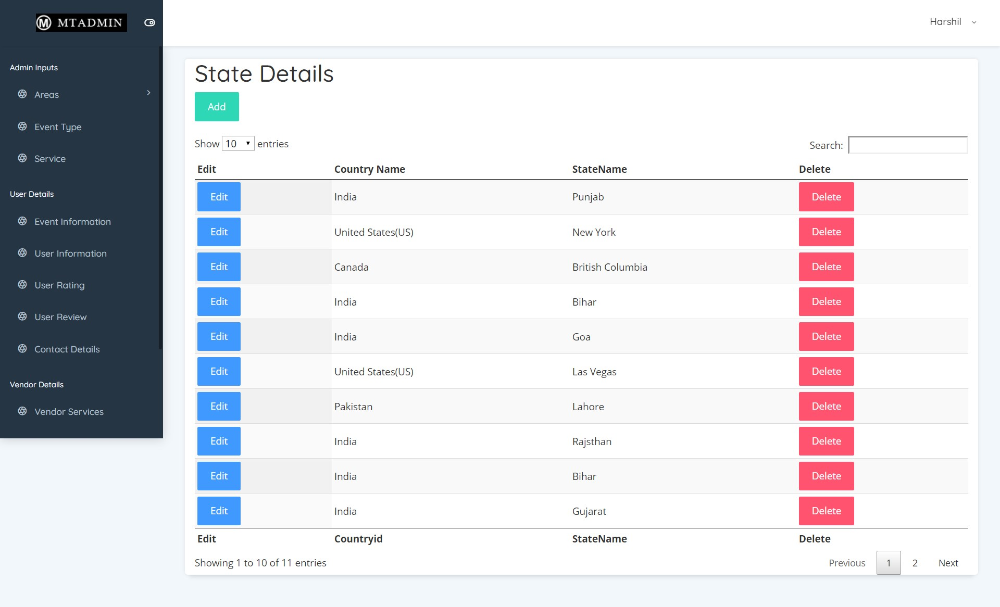 MTADMIN
Harshil
Admin Inputs
Areas
Event Type
Service
User Details
Event Information
User Information
User Rating
User Review
Contact Details
Vendor Details
Vendor Services
State Details
Add
Show 10 entries
Search:
Edit Country Name StateName Delete
Edit India Punjab Delete
Edit United States(US) New York Delete
Edit Canada British Columbia Delete
Edit India Bihar Delete
Edit India Goa Delete
Edit United States(US) Las Vegas Delete
Edit Pakistan Lahore Delete
Edit India Rajsthan Delete
Edit India Bihar Delete
Edit India Gujarat Delete
Edit Countryid StateName Delete
Showing 1 to 10 of 11 entries
Previous 1 2 Next